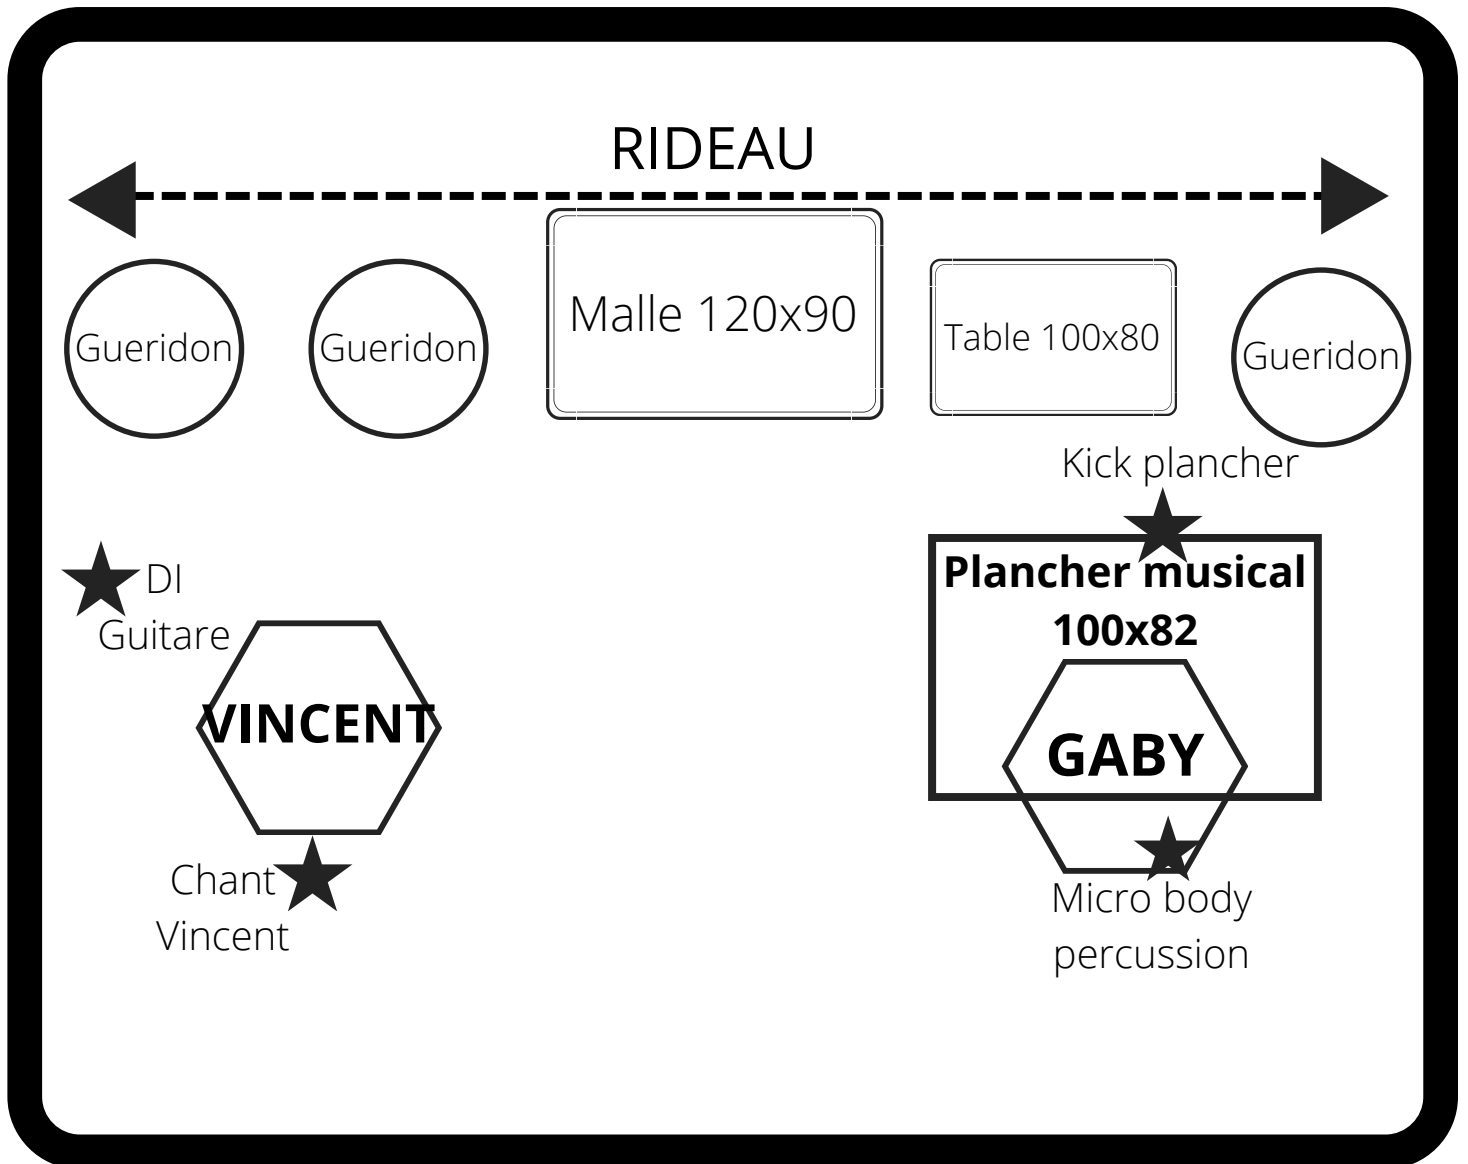 RIDEAU
Gueridon
Gueridon
Malle 120x90
Table 100x80
Gueridon
Kick plancher
DI
Guitare
Plancher musical
100x82
VINCENT
GABY
Chant
Vincent
Micro body
percussion